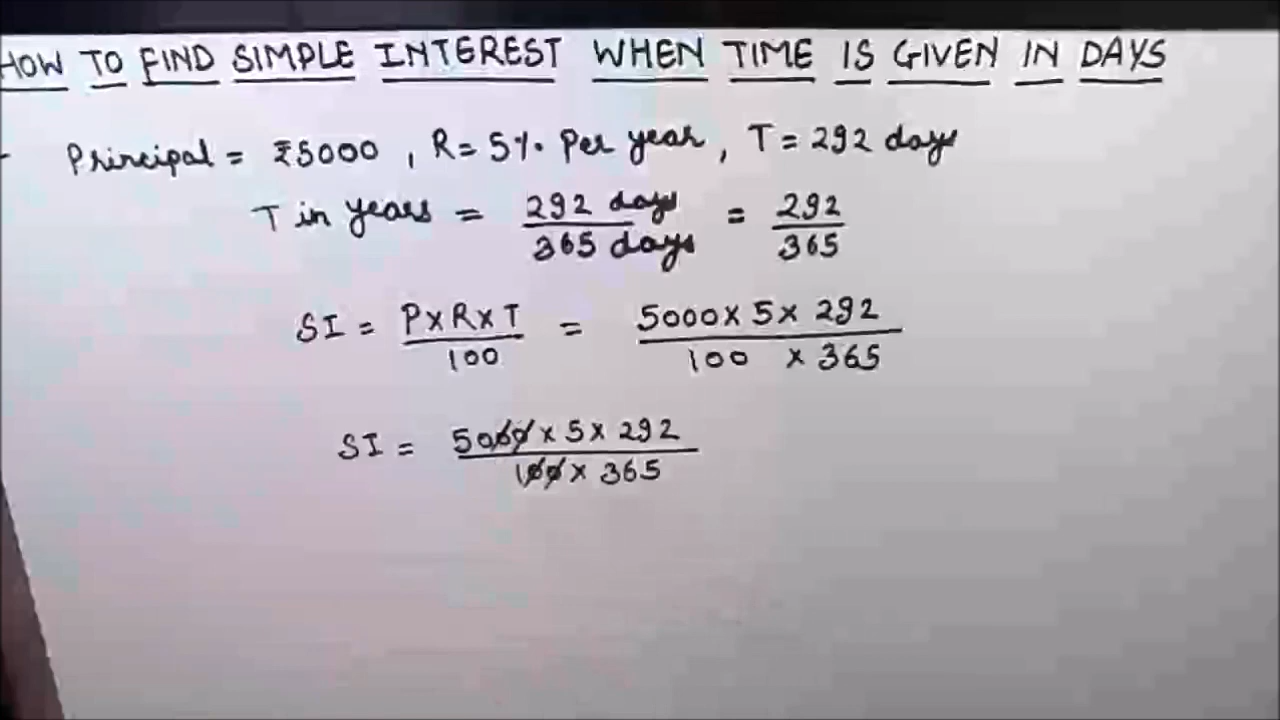 HOW TO FIND SIMPLE INTEREST WHEN TIME IS GIVEN IN DAYS
Principal = ₹5000 , R = 5% Per year , T = 292 days
T in years = 292 days / 365 days = 292 / 365
SI = P×R×T / 100 = 5000 × 5 × 292 / 100 × 365
SI = 5000 × 5 × 292 / 100 × 365